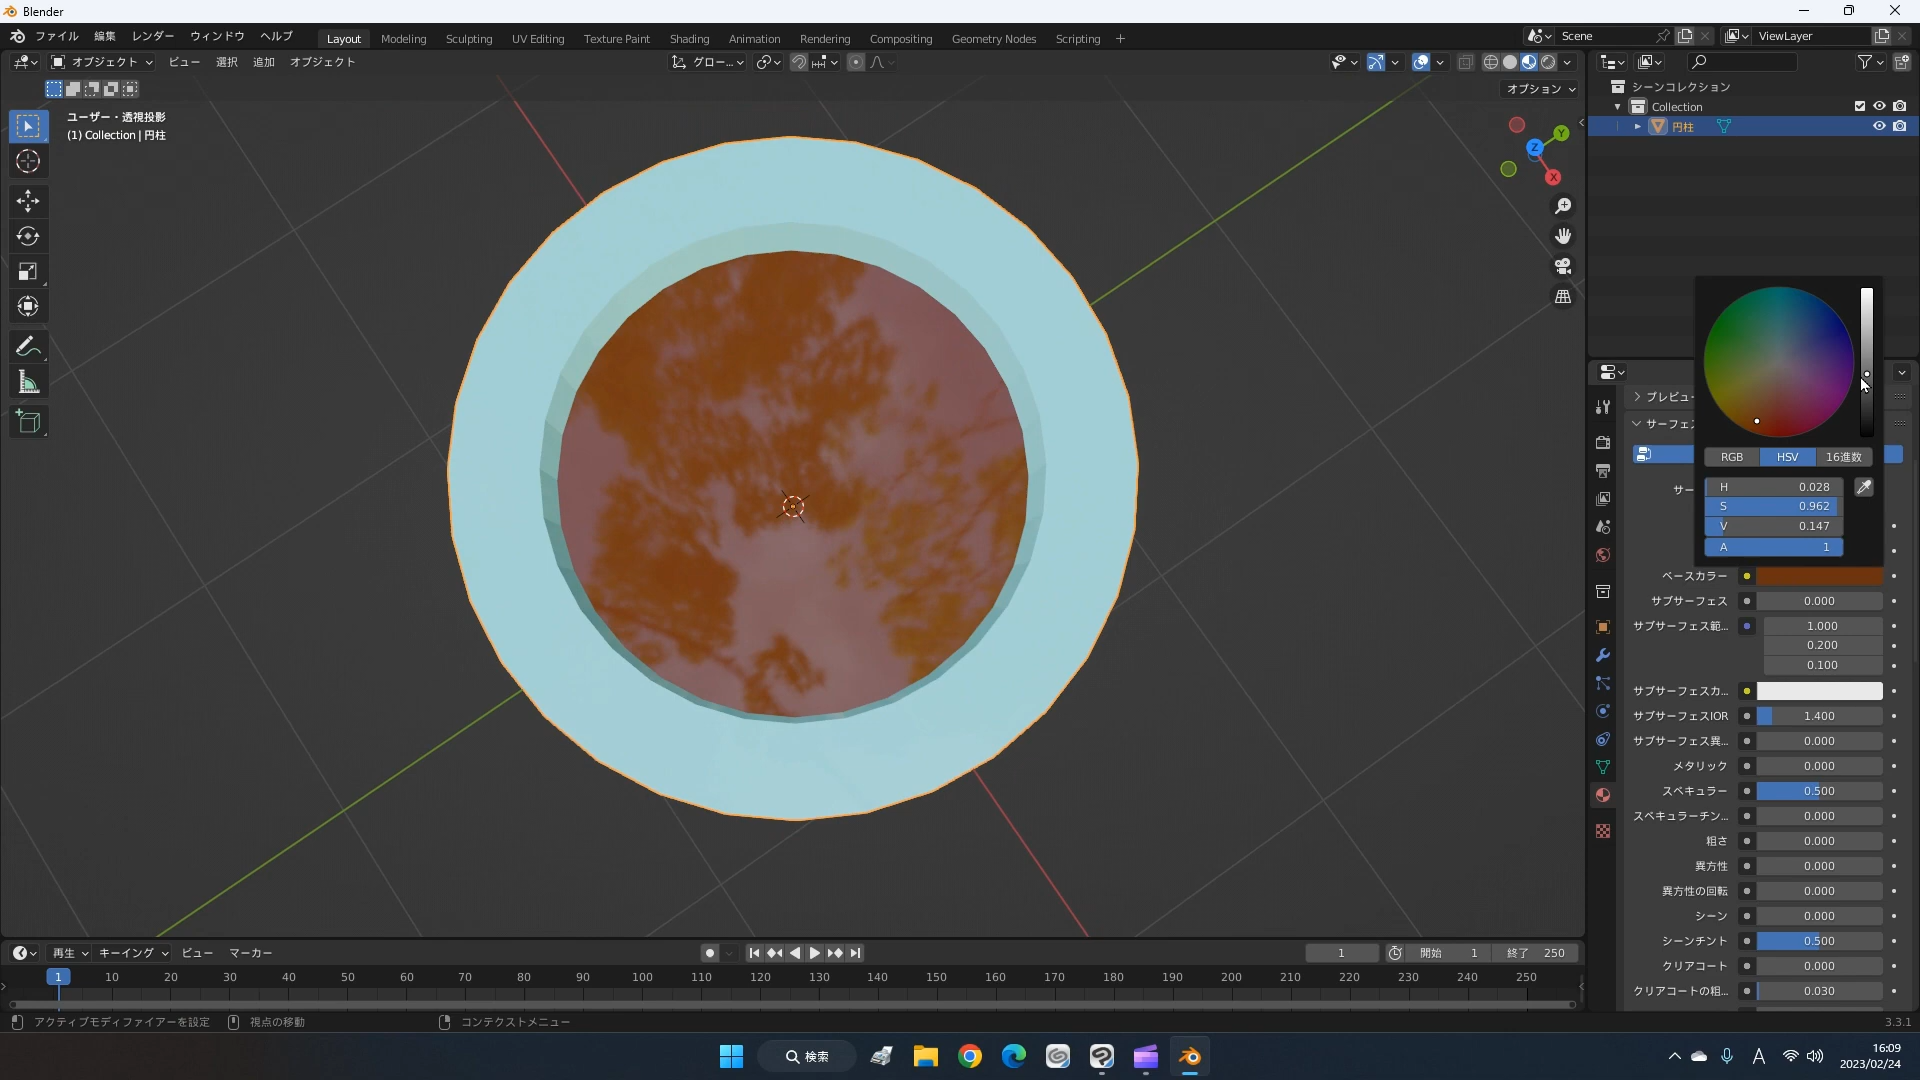 Blender
ファイル 編集 レンダー ウィンドウ ヘルプ Layout Modeling Sculpting UV Editing Texture Paint Shading Animation Rendering Compositing Geometry Nodes Scripting + Scene ViewLayer
オブジェクト ビュー 選択 追加 オブジェクト グロー...
オプション
ユーザー・透視投影
(1) Collection | 円柱
Y
Z
X
シーンコレクション
Collection
円柱
プレビュー
サーフェス
RGB HSV 16進数
サー
H 0.028
S 0.962
V 0.147
A 1
ベースカラー
サブサーフェス 0.000
サブサーフェス範... 1.000
0.200
0.100
サブサーフェスカ...
サブサーフェスIOR 1.400
サブサーフェス異... 0.000
メタリック 0.000
スペキュラー 0.500
スペキュラーチン... 0.000
粗さ 0.000
異方性 0.000
異方性の回転 0.000
シーン 0.000
シーンチント 0.500
クリアコート 0.000
クリアコートの粗... 0.030
再生 キーイング ビュー マーカー 1 開始 1 終了 250
1 10 20 30 40 50 60 70 80 90 100 110 120 130 140 150 160 170 180 190 200 210 220 230 240 250
アクティブモディファイアーを設定 視点の移動 コンテクストメニュー 3.3.1
検索 A 16:09
2023/02/24